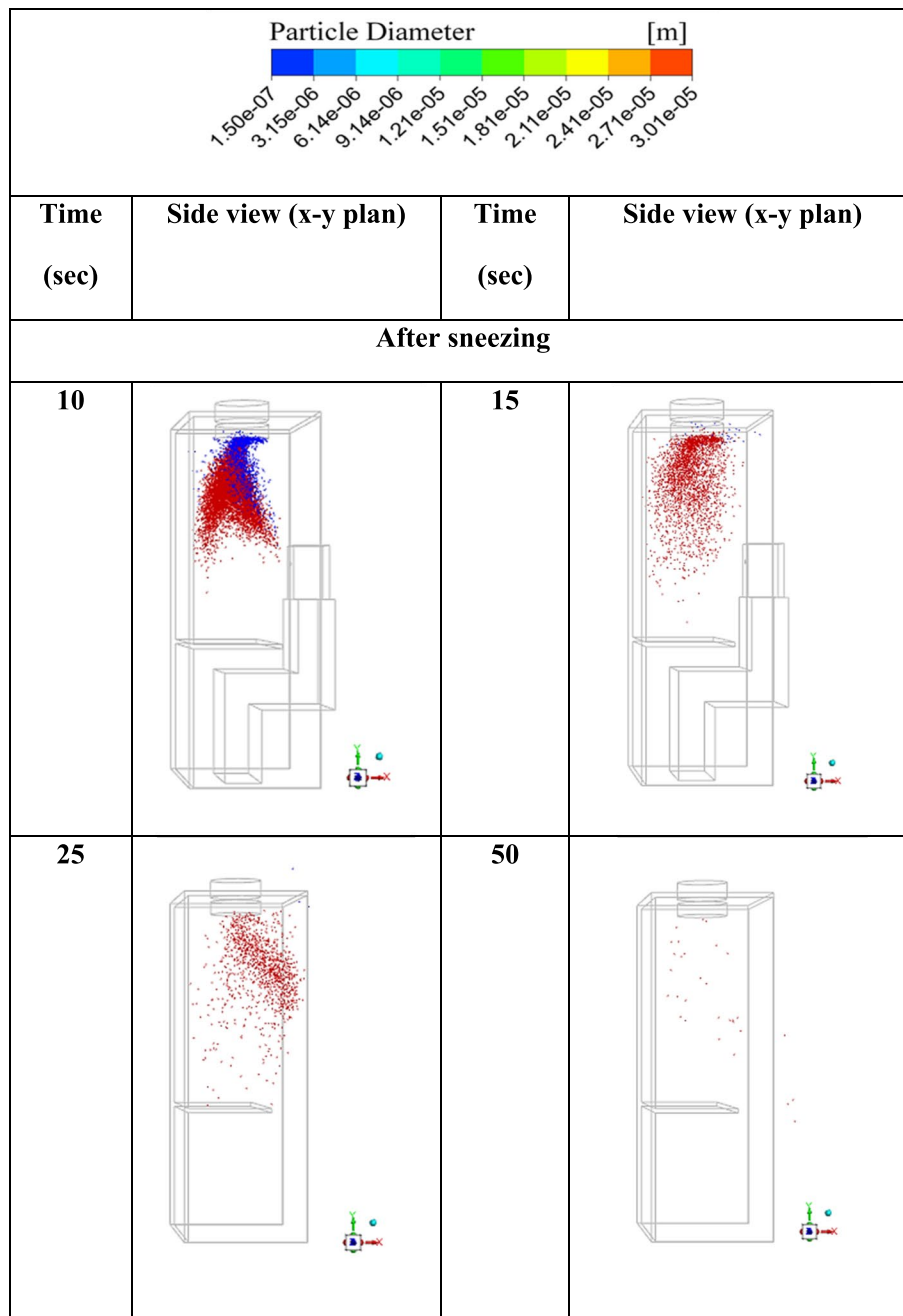 Particle Diameter [m]
1.50e-07 3.15e-06 6.14e-06 9.14e-06 1.21e-05 1.51e-05 1.81e-05 2.11e-05 2.41e-05 2.71e-05 3.01e-05
Time (sec) Side view (x-y plan) Time (sec) Side view (x-y plan)
After sneezing
10 15
Y Y
Z X Z X
25 50
Y Y
Z X Z X